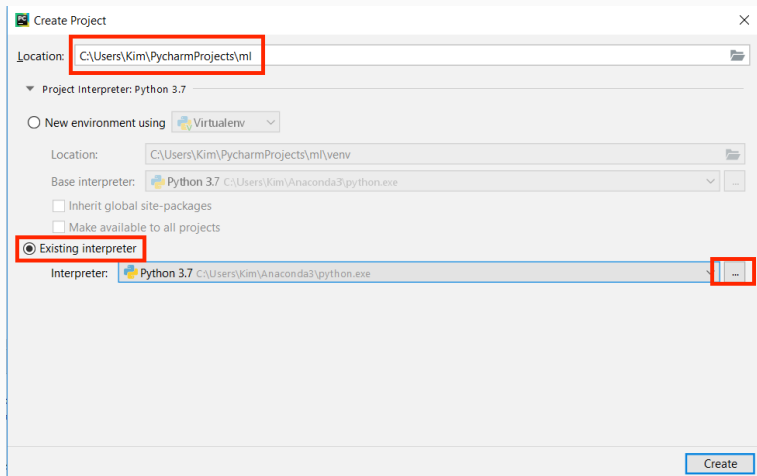 PC Create Project
Location: C:\Users\Kim\PycharmProjects\ml
Project Interpreter: Python 3.7
New environment using Virtualenv
Location: C:\Users\Kim\PycharmProjects\ml\venv
Base interpreter: Python 3.7 C:\Users\Kim\Anaconda3\python.exe ...
Inherit global site-packages
Make available to all projects
Existing interpreter
Interpreter: Python 3.7 C:\Users\Kim\Anaconda3\python.exe ...
Create